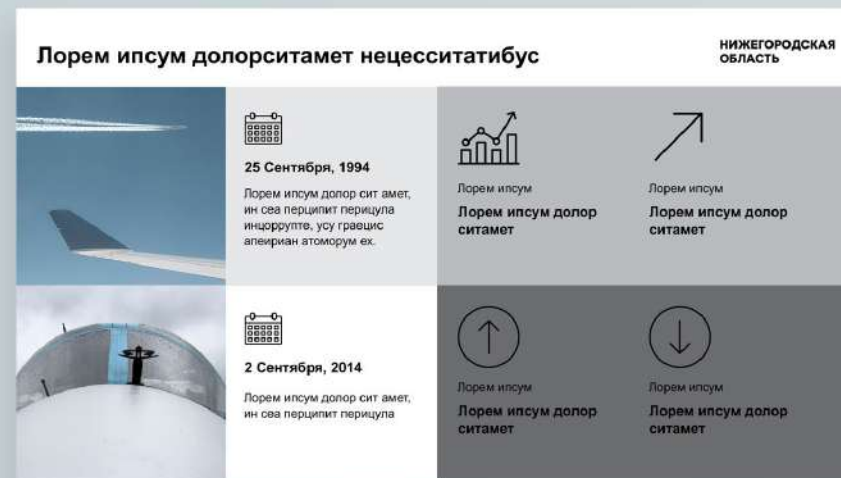 Лорем ипсум долорситамет нецесситатибус
НИЖЕГОРОДСКАЯ
ОБЛАСТЬ
25 Сентября, 1994
Лорем ипсум долор сит амет,
ин сеа перципит перицула
инцоррупте, усу граецис
апеириан атоморум ех.
Лорем ипсум
Лорем ипсум долор
ситамет
Лорем ипсум
Лорем ипсум долор
ситамет
2 Сентября, 2014
Лорем ипсум долор сит амет,
ин сеа перципит перицула
Лорем ипсум
Лорем ипсум долор
ситамет
Лорем ипсум
Лорем ипсум долор
ситамет